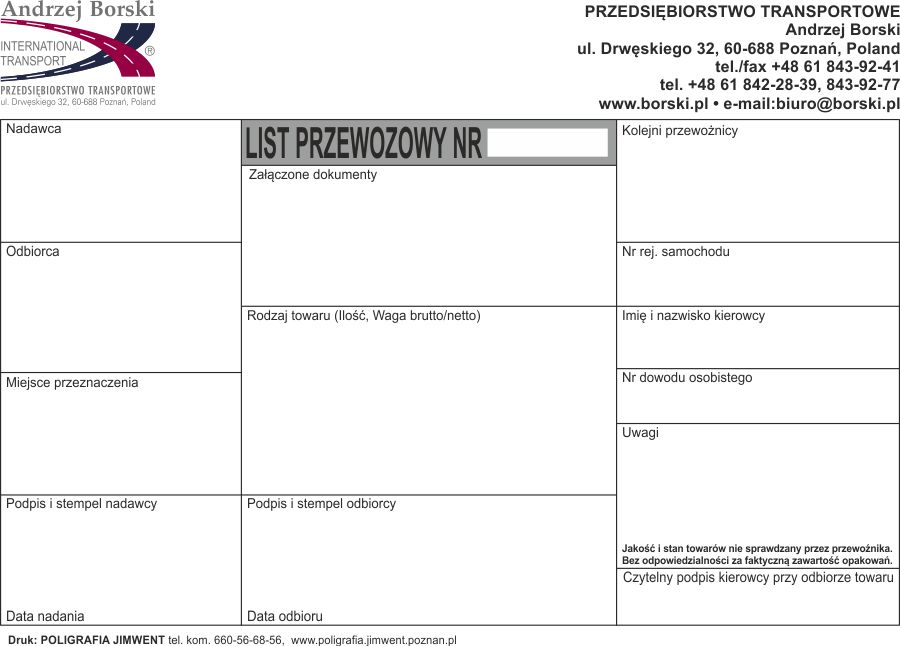 Andrzej Borski
INTERNATIONAL
TRANSPORT
®
PRZEDSIĘBIORSTWO TRANSPORTOWE
ul. Drwęskiego 32, 60-688 Poznań, Poland
PRZEDSIĘBIORSTWO TRANSPORTOWE
Andrzej Borski
ul. Drwęskiego 32, 60-688 Poznań, Poland
tel./fax +48 61 843-92-41
tel. +48 61 842-28-39, 843-92-77
www.borski.pl • e-mail:biuro@borski.pl
Nadawca
LIST PRZEWOZOWY NR
Kolejni przewoźnicy
Załączone dokumenty
Odbiorca
Nr rej. samochodu
Rodzaj towaru (Ilość, Waga brutto/netto)
Imię i nazwisko kierowcy
Miejsce przeznaczenia
Nr dowodu osobistego
Uwagi
Podpis i stempel nadawcy
Podpis i stempel odbiorcy
Jakość i stan towarów nie sprawdzany przez przewoźnika.
Bez odpowiedzialności za faktyczną zawartość opakowań.
Czytelny podpis kierowcy przy odbiorze towaru
Data nadania
Data odbioru
Druk: POLIGRAFIA JIMWENT tel. kom. 660-56-68-56, www.poligrafia.jimwent.poznan.pl